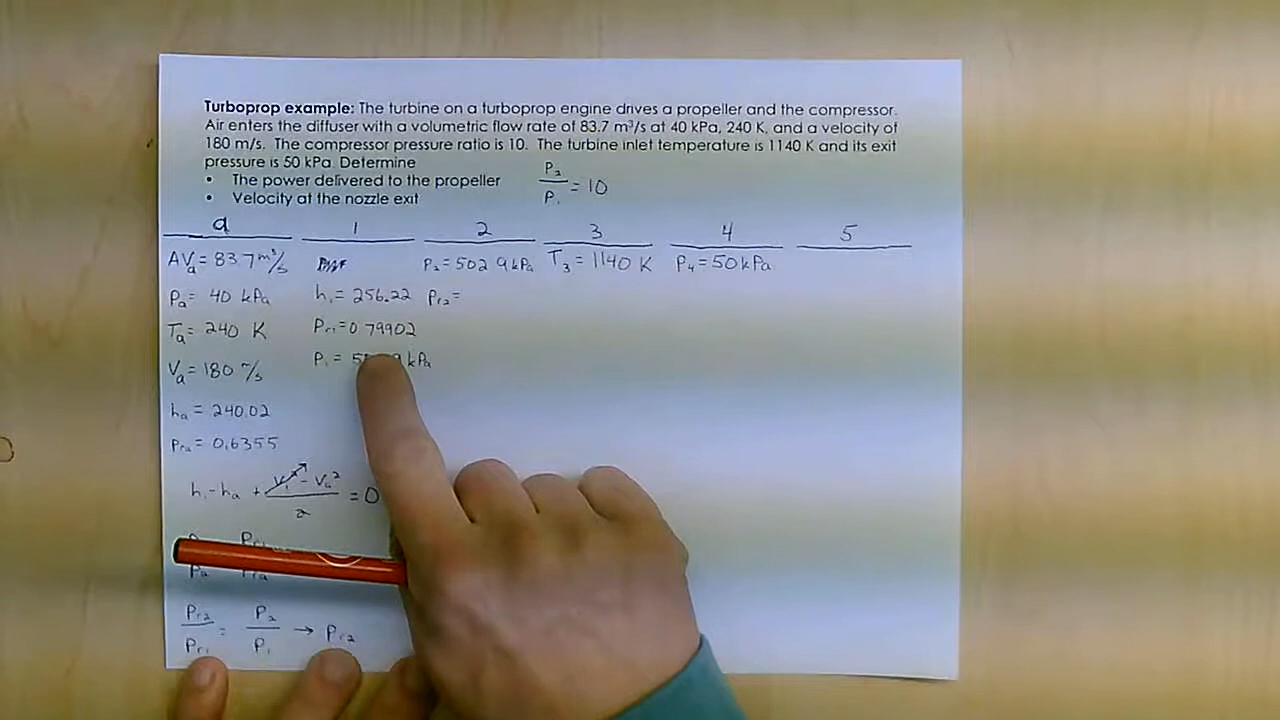 Turboprop example: The turbine on a turboprop engine drives a propeller and the compressor.
Air enters the diffuser with a volumetric flow rate of 83.7 m³/s at 40 kPa, 240 K, and a velocity of
180 m/s. The compressor pressure ratio is 10. The turbine inlet temperature is 1140 K and its exit
pressure is 50 kPa. Determine
• The power delivered to the propeller
• Velocity at the nozzle exit
P₂/P₁ = 10
a 1 2 3 4 5
AVa = 83.7 m³/s P₂ = 502.9 kPa T₃ = 1140 K P₄ = 50 kPa
Pa = 40 kPa h₁ = 256.22 Pr₂ =
Ta = 240 K Pr₁ = 0.79902
Va = 180 m/s P₁ = kPa
ha = 240.02
Pra = 0.6355
h₁ - ha + (V₁² - Va²)/2 = 0
Pr₁
Pa Pra
Pr₂/Pr₁ = P₂/P₁ → Pr₂